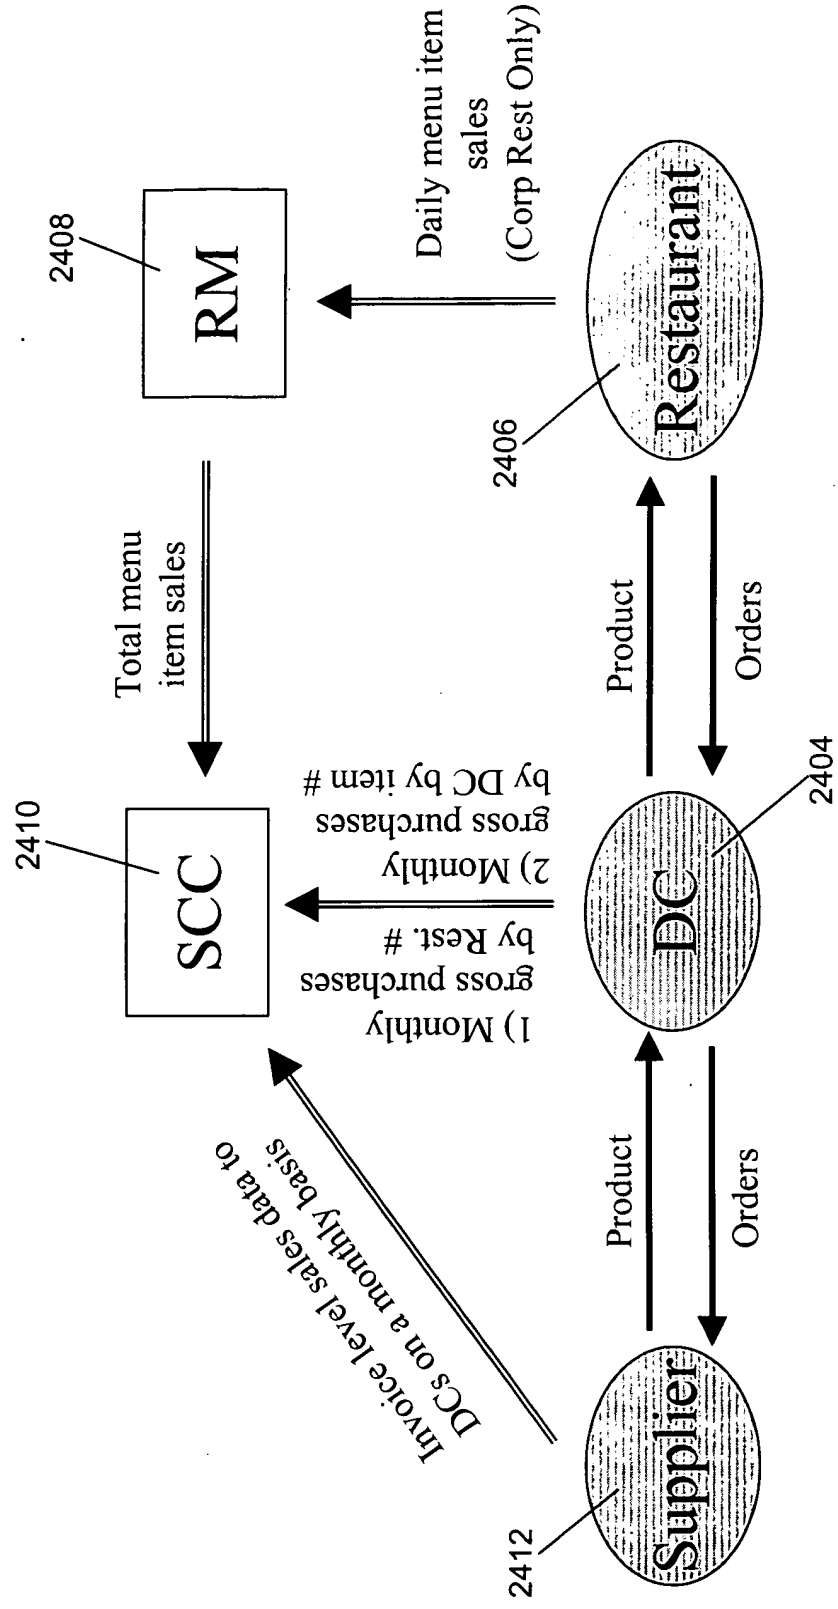 2410
SCC
Total menu
item sales
2408
RM
Invoice level sales data to
DCs on a monthly basis
1) Monthly
gross purchases
by Rest. #
2) Monthly
gross purchases
by DC by item #
Daily menu item
sales
(Corp Rest Only)
2412
Supplier
Product
Orders
DC
2404
Product
Orders
2406
Restaurant